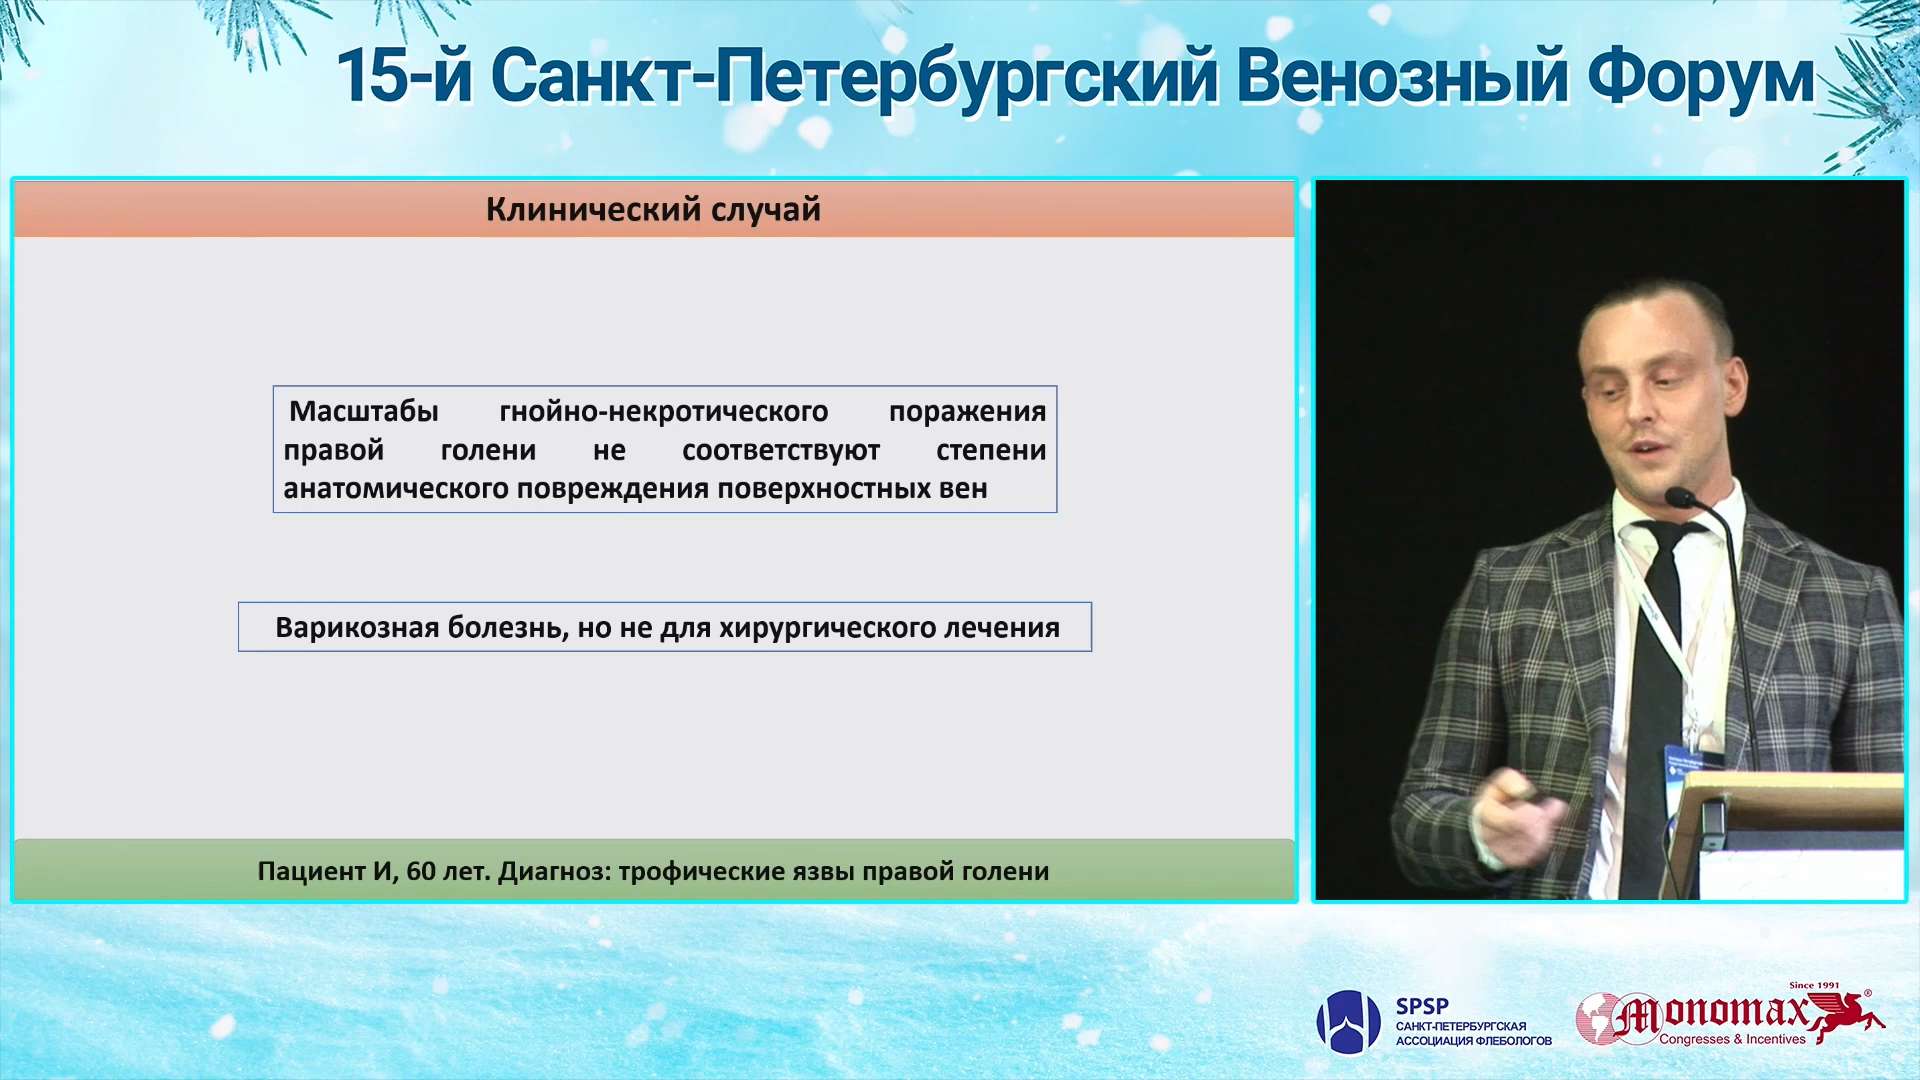 15-й Санкт-Петербургский Венозный Форум
Клинический случай
Масштабы гнойно-некротического поражения
правой голени не соответствуют степени
анатомического повреждения поверхностных вен
Варикозная болезнь, но не для хирургического лечения
Пациент И, 60 лет. Диагноз: трофические язвы правой голени
SPSP
САНКТ-ПЕТЕРБУРГСКАЯ
АССОЦИАЦИЯ ФЛЕБОЛОГОВ
Since 1991
Monomax®
Congresses & Incentives